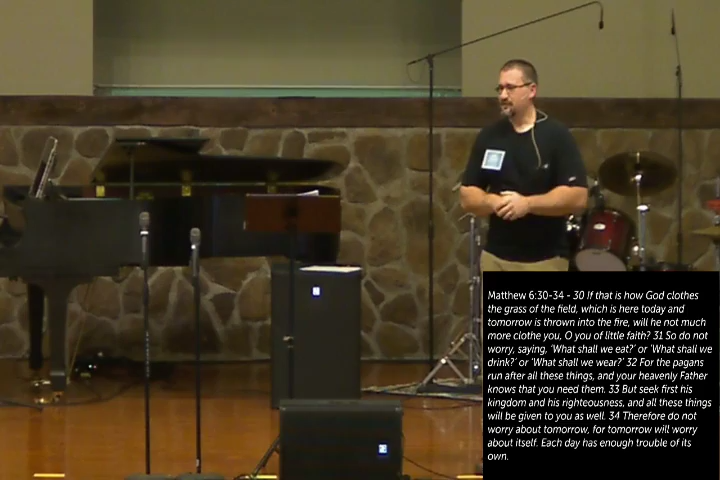 Matthew 6:30-34 - 30 If that is how God clothes
the grass of the field, which is here today and
tomorrow is thrown into the fire, will he not much
more clothe you, O you of little faith? 31 So do not
worry, saying, 'What shall we eat?' or 'What shall we
drink?' or 'What shall we wear?' 32 For the pagans
run after all these things, and your heavenly Father
knows that you need them. 33 But seek first his
kingdom and his righteousness, and all these things
will be given to you as well. 34 Therefore do not
worry about tomorrow, for tomorrow will worry
about itself. Each day has enough trouble of its
own.